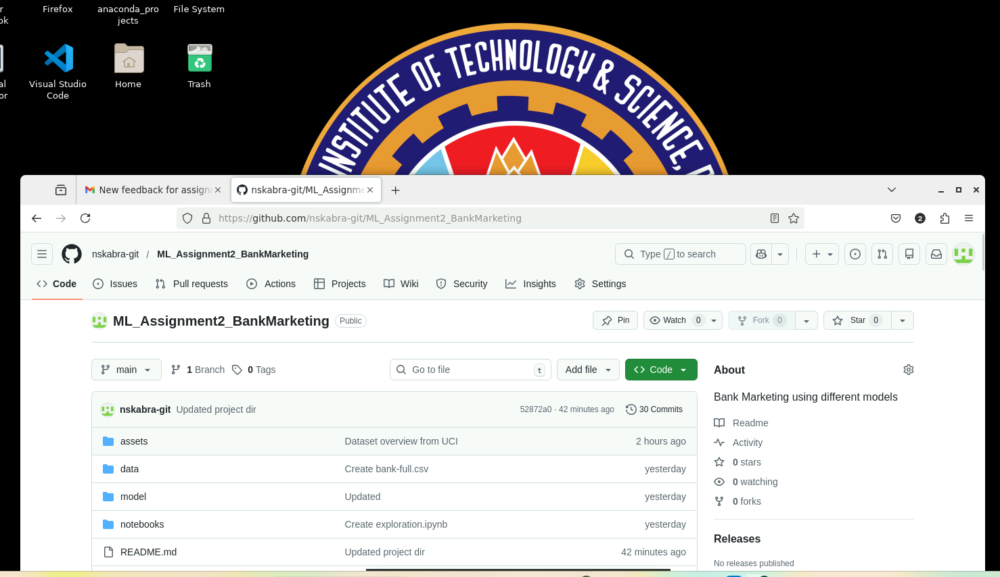 Firefox
anaconda_pro
jects
File System
INSTITUTE OF TECHNOLOGY & SCIENCE,
Visual Studio
Code
Home
Trash
New feedback for assign
nskabra-git/ML_Assignme
https://github.com/nskabra-git/ML_Assignment2_BankMarketing
2
nskabra-git / ML_Assignment2_BankMarketing
Type / to search
Code
Issues
Pull requests
Actions
Projects
Wiki
Security
Insights
Settings
ML_Assignment2_BankMarketing
Public
Pin
Watch 0
Fork 0
Star 0
main
1 Branch
0 Tags
Go to file
t
Add file
Code
About
Bank Marketing using different models
nskabra-git Updated project dir
52872a0 · 42 minutes ago
30 Commits
assets Dataset overview from UCI 2 hours ago
data Create bank-full.csv yesterday
model Updated yesterday
notebooks Create exploration.ipynb yesterday
README.md Updated project dir 42 minutes ago
Readme
Activity
0 stars
0 watching
0 forks
Releases
No releases published